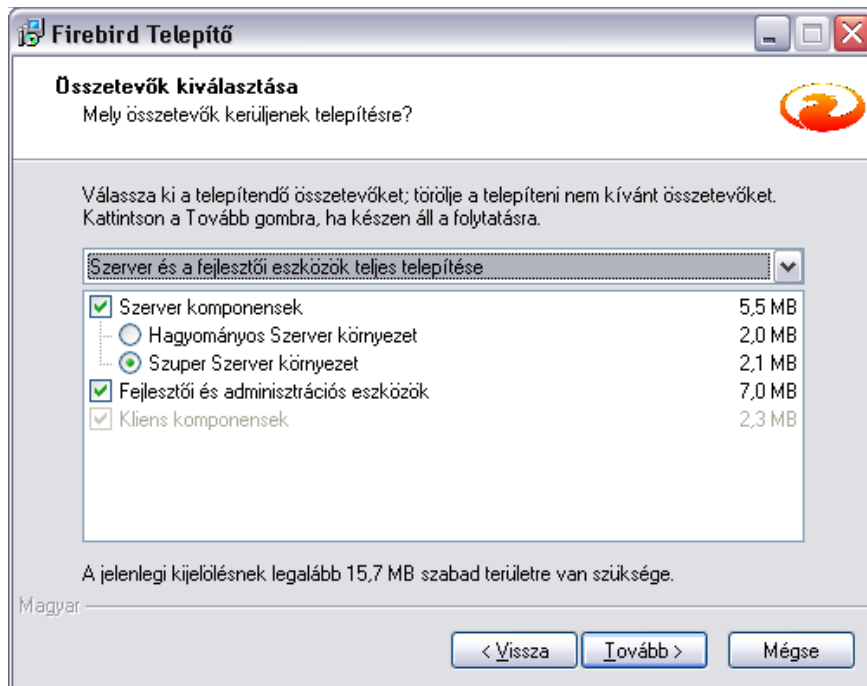 Firebird Telepítő
Összetevők kiválasztása
Mely összetevők kerüljenek telepítésre?
Válassza ki a telepítendő összetevőket; törölje a telepíteni nem kívánt összetevőket.
Kattintson a Tovább gombra, ha készen áll a folytatásra.
Szerver és a fejlesztői eszközök teljes telepítése
Szerver komponensek 5,5 MB
Hagyományos Szerver környezet 2,0 MB
Szuper Szerver környezet 2,1 MB
Fejlesztői és adminisztrációs eszközök 7,0 MB
Kliens komponensek 2,3 MB
A jelenlegi kijelölésnek legalább 15,7 MB szabad területre van szüksége.
Magyar
< Vissza Tovább > Mégse